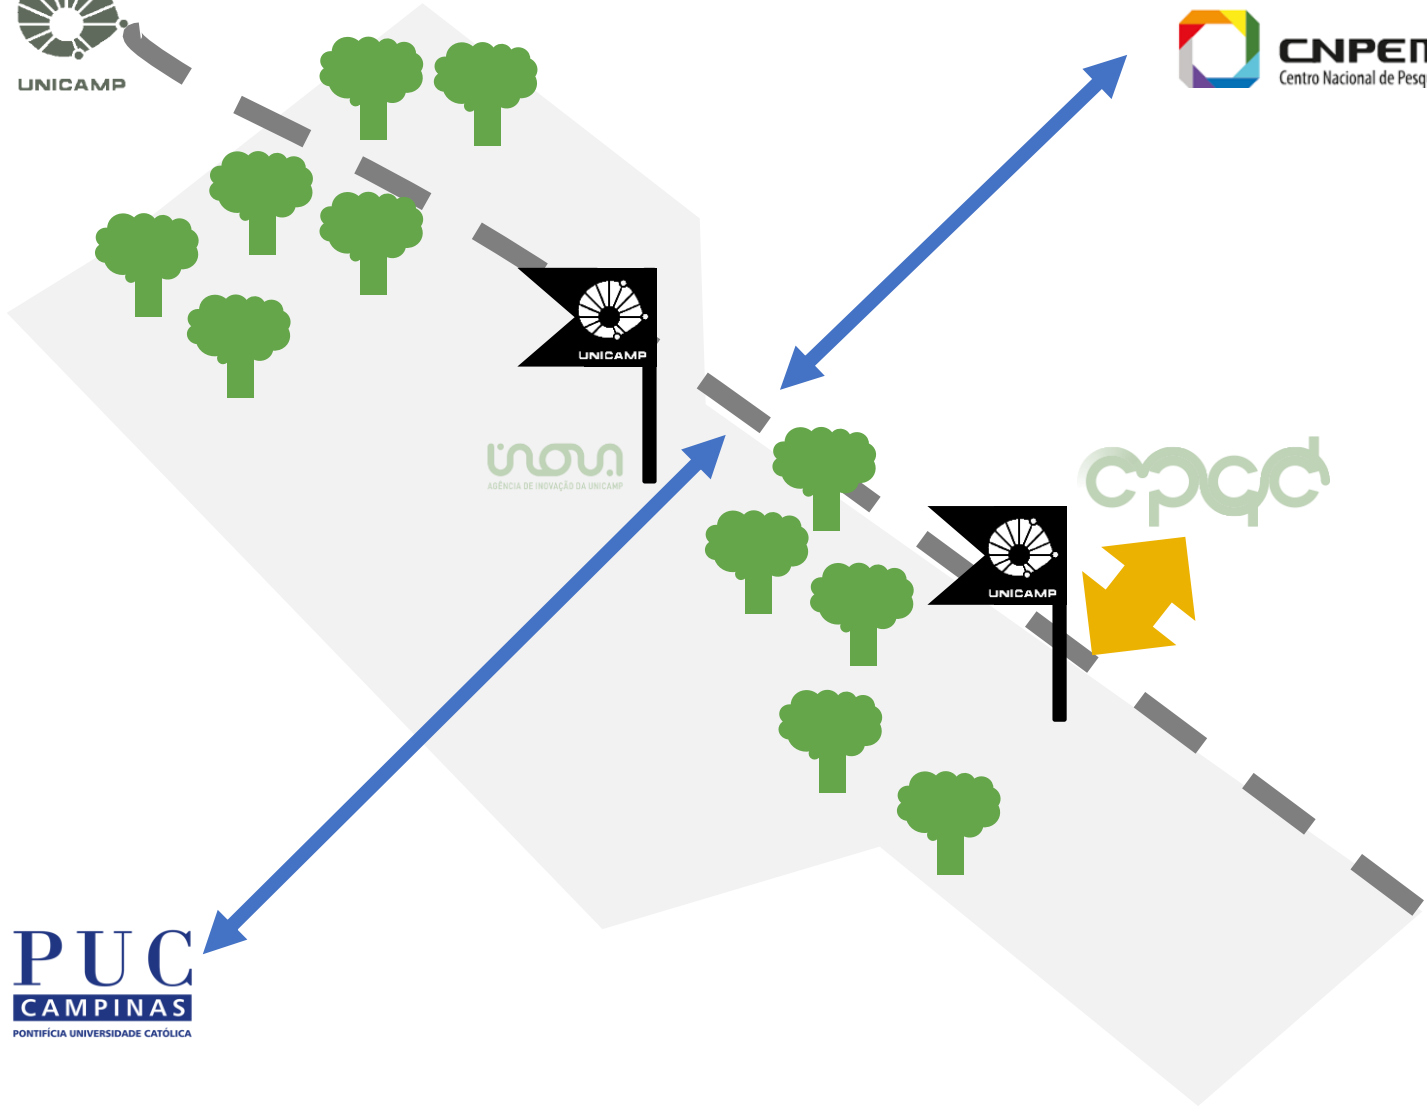 UNICAMP
CNPEM
Centro Nacional de Pesqu
UNICAMP
inova
AGÊNCIA DE INOVAÇÃO DA UNICAMP
cpqd
UNICAMP
PUC
CAMPINAS
PONTIFÍCIA UNIVERSIDADE CATÓLICA